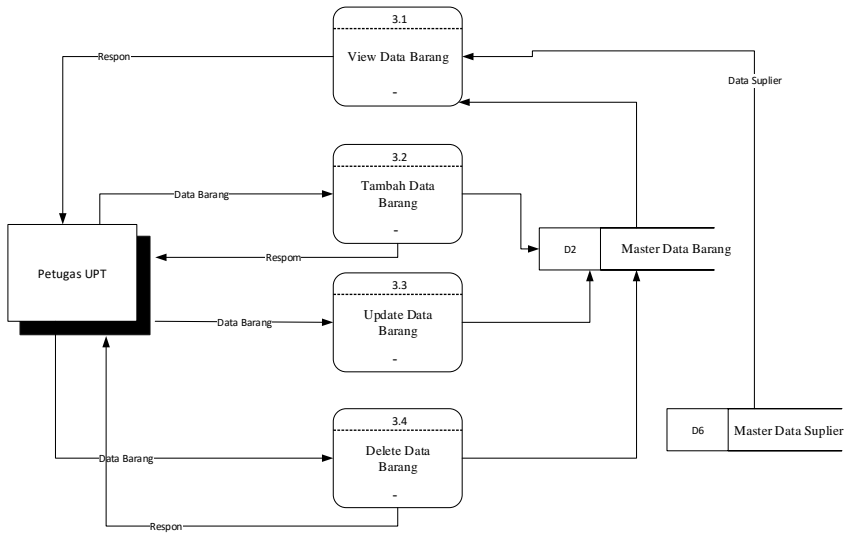 3.1
View Data Barang
-
Respon
Data Suplier
3.2
Tambah Data
Barang
-
Data Barang
Respom
D2
Master Data Barang
Petugas UPT
3.3
Update Data
Barang
-
Data Barang
3.4
Delete Data
Barang
-
Data Barang
Respon
D6
Master Data Suplier